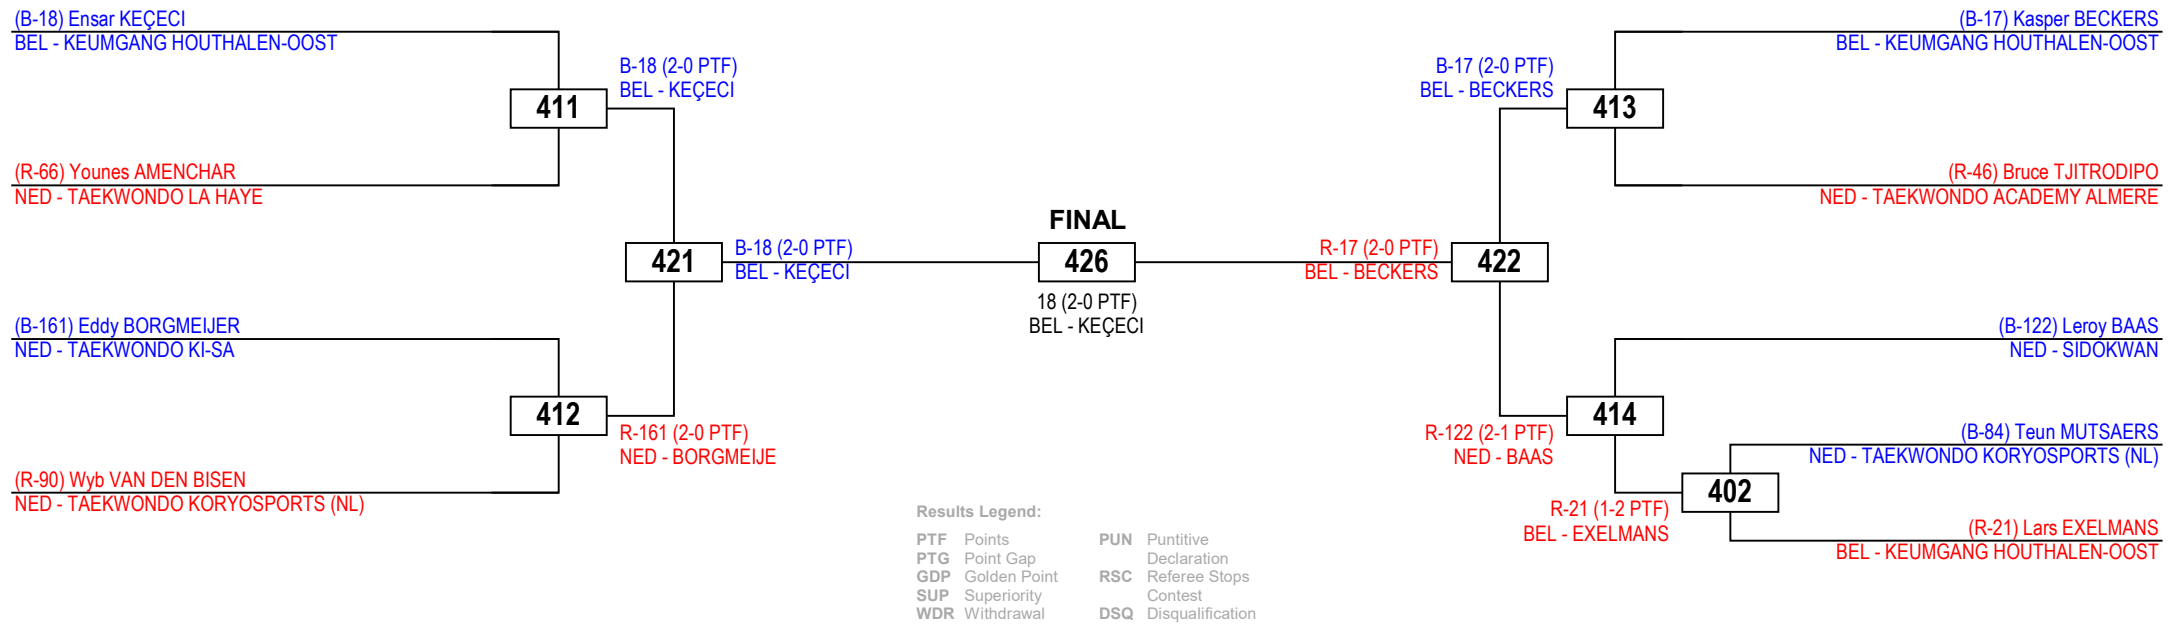 (B-18) Ensar KEÇECI
BEL - KEUMGANG HOUTHALEN-OOST
(B-17) Kasper BECKERS
BEL - KEUMGANG HOUTHALEN-OOST
B-18 (2-0 PTF)
BEL - KEÇECI
B-17 (2-0 PTF)
BEL - BECKERS
411
413
(R-66) Younes AMENCHAR
NED - TAEKWONDO LA HAYE
(R-46) Bruce TJITRODIPO
NED - TAEKWONDO ACADEMY ALMERE
FINAL
421
B-18 (2-0 PTF)
BEL - KEÇECI
426
R-17 (2-0 PTF)
BEL - BECKERS
422
18 (2-0 PTF)
BEL - KEÇECI
(B-161) Eddy BORGMEIJER
NED - TAEKWONDO KI-SA
(B-122) Leroy BAAS
NED - SIDOKWAN
412
414
R-161 (2-0 PTF)
NED - BORGMEIJE
R-122 (2-1 PTF)
NED - BAAS
(B-84) Teun MUTSAERS
NED - TAEKWONDO KORYOSPORTS (NL)
(R-90) Wyb VAN DEN BISEN
NED - TAEKWONDO KORYOSPORTS (NL)
402
R-21 (1-2 PTF)
BEL - EXELMANS
(R-21) Lars EXELMANS
BEL - KEUMGANG HOUTHALEN-OOST
Results Legend:
PTF Points
PTG Point Gap
GDP Golden Point
SUP Superiority
WDR Withdrawal
PUN Puntitive
Declaration
RSC Referee Stops
Contest
DSQ Disqualification